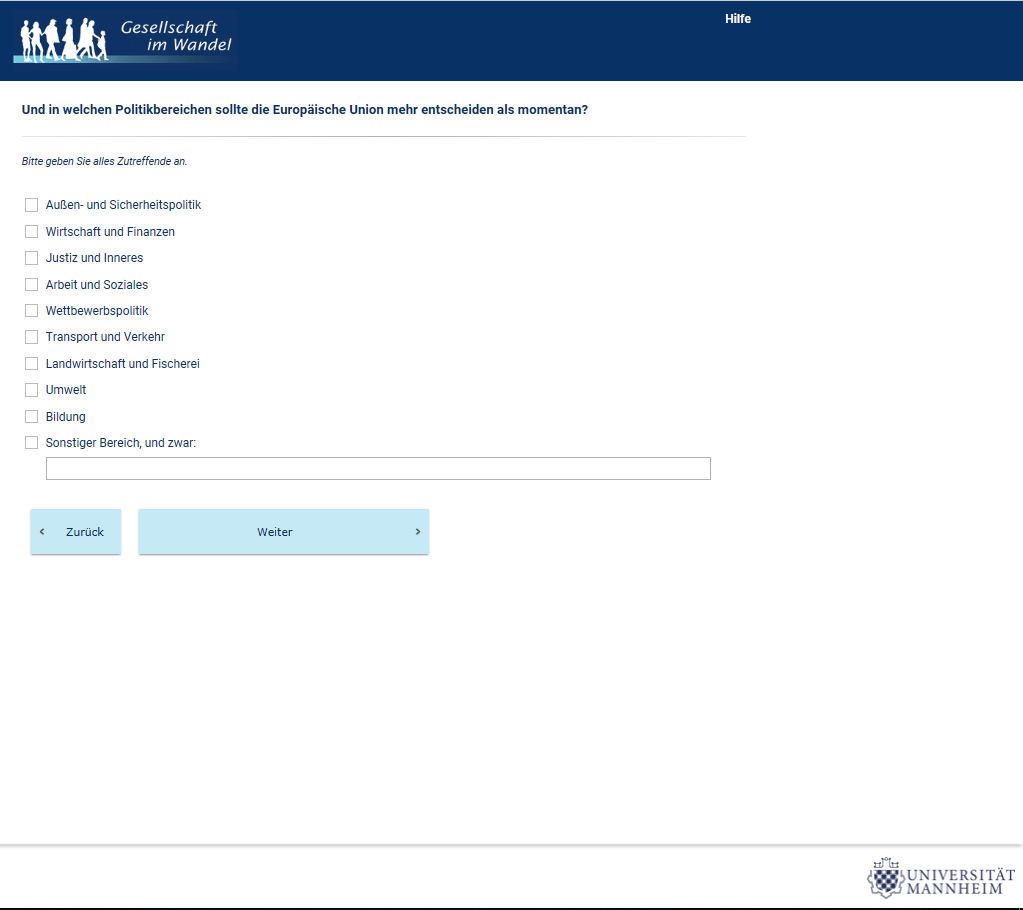 Gesellschaft
im Wandel
Hilfe
Und in welchen Politikbereichen sollte die Europäische Union mehr entscheiden als momentan?
Bitte geben Sie alles Zutreffende an.
Außen- und Sicherheitspolitik
Wirtschaft und Finanzen
Justiz und Inneres
Arbeit und Soziales
Wettbewerbspolitik
Transport und Verkehr
Landwirtschaft und Fischerei
Umwelt
Bildung
Sonstiger Bereich, und zwar:
‹ Zurück
Weiter ›
UNIVERSITÄT
MANNHEIM